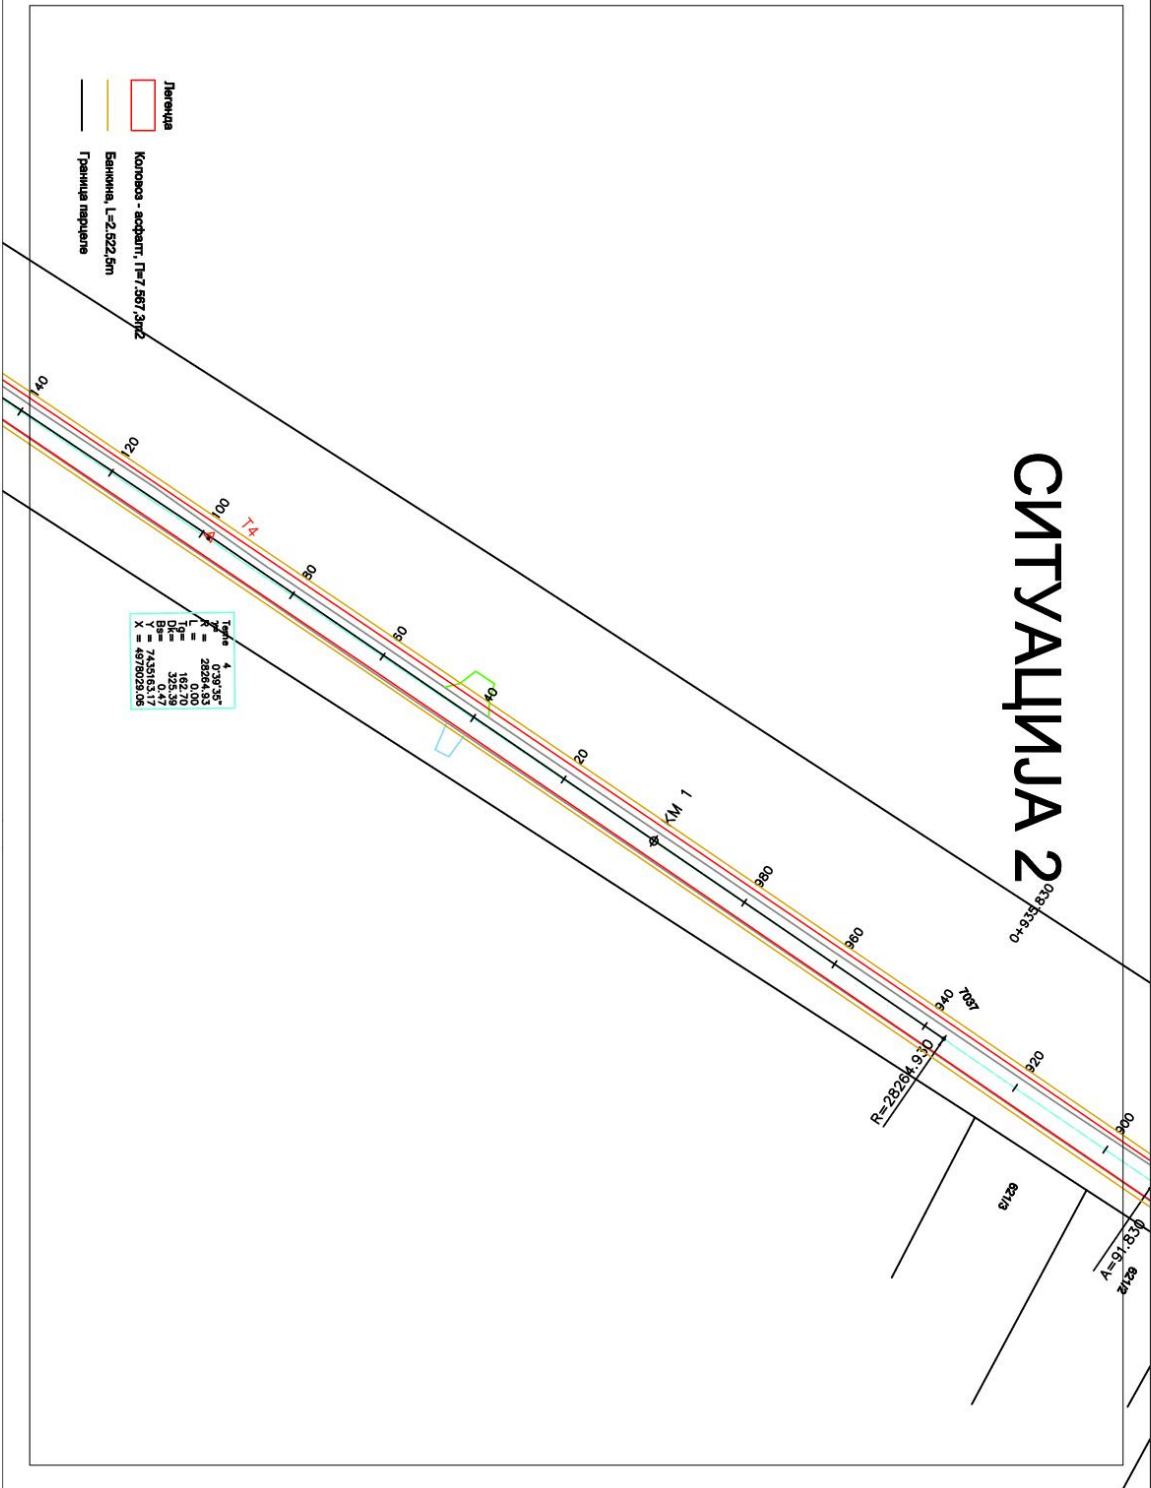 СИТУАЦИЈА 2
Легенда
Коловоз - асфалт, П=7.567,3m2
Банкина, L=2.522,5m
Граница парцеле
140
120
100
T4
80
60
40
20
KM 1
980
960
940
920
900
7037
0+935.830
R=28264.930
A=91.830
621/3
621/2
Теме 4
0°39'35"
R = 28264.93
L = 0.00
Tg= 162.70
Dk= 325.39
Bs= 0.47
Y = 7435163.17
X = 4978029.06